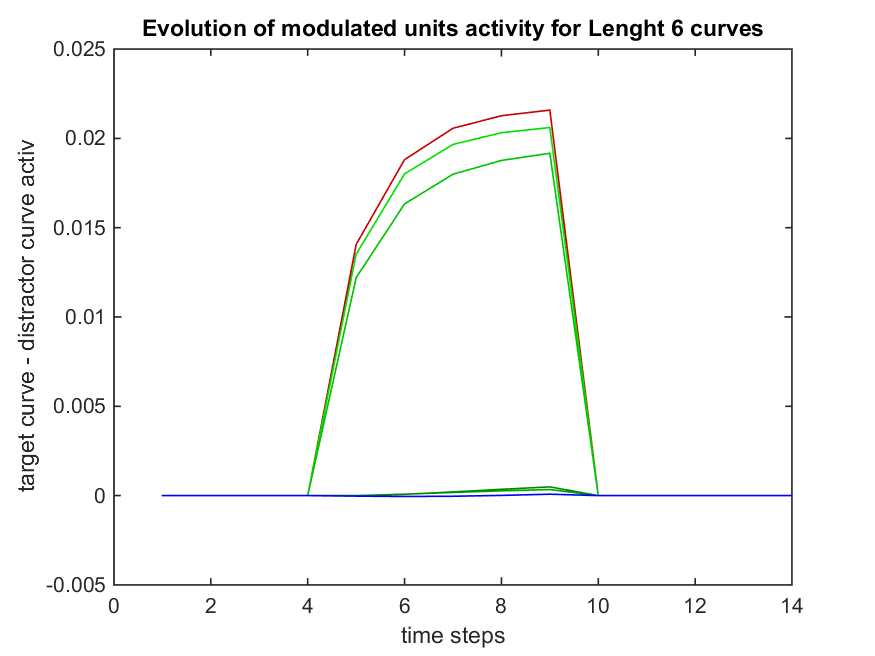 Evolution of modulated units activity for Lenght 6 curves
0.025
0.02
0.015
0.01
0.005
0
-0.005
target curve - distractor curve activ
0 2 4 6 8 10 12 14
time steps